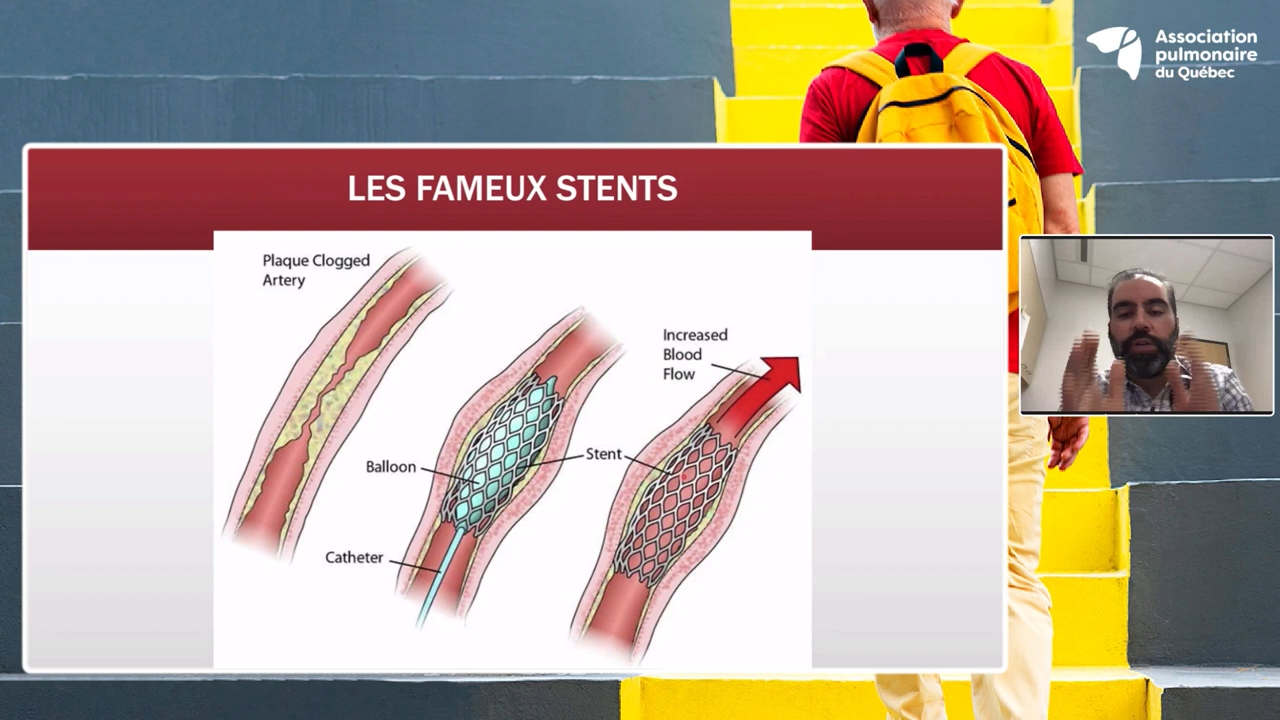 Association
pulmonaire
du Québec
LES FAMEUX STENTS
Plaque Clogged
Artery
Increased
Blood
Flow
Balloon
Stent
Catheter